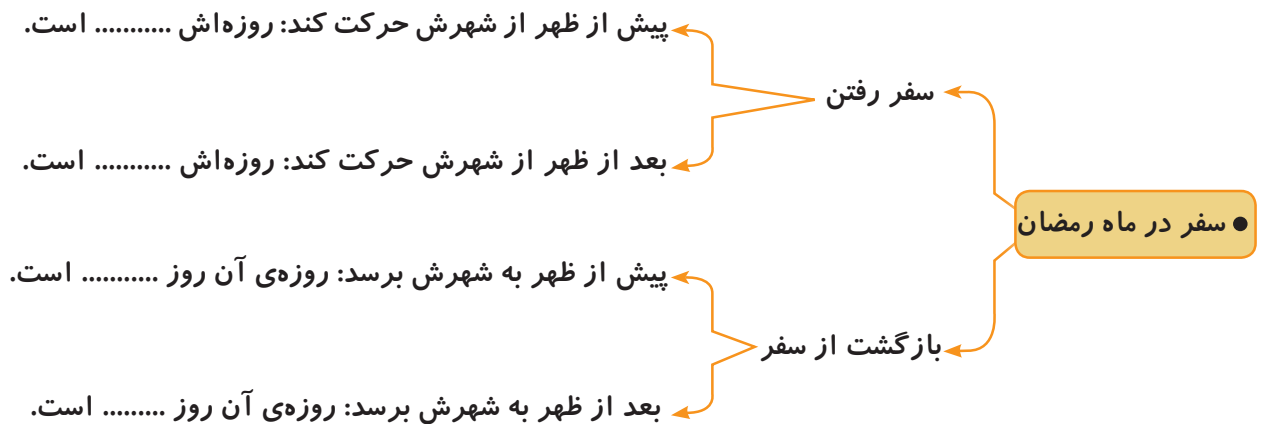 • سفر در ماه رمضان
سفر رفتن
پیش از ظهر از شهرش حرکت کند: روزه‌اش ........... است.
بعد از ظهر از شهرش حرکت کند: روزه‌اش ........... است.
بازگشت از سفر
پیش از ظهر به شهرش برسد: روزه‌ی آن روز ........... است.
بعد از ظهر به شهرش برسد: روزه‌ی آن روز ......... است.